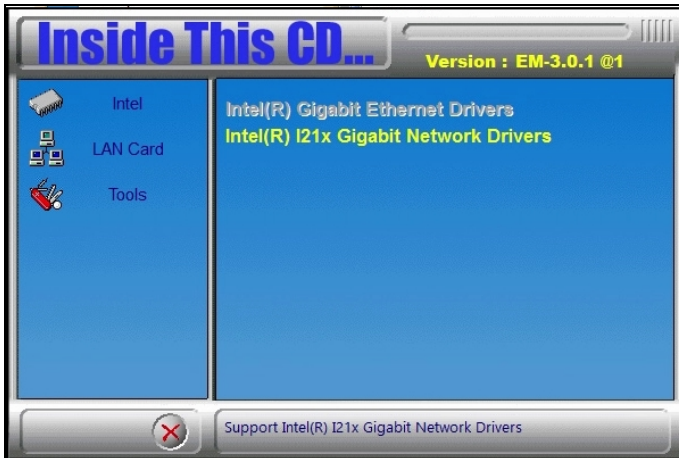 Inside This CD...
Version : EM-3.0.1 @1
Intel
LAN Card
Tools
Intel(R) Gigabit Ethernet Drivers
Intel(R) I21x Gigabit Network Drivers
Support Intel(R) I21x Gigabit Network Drivers